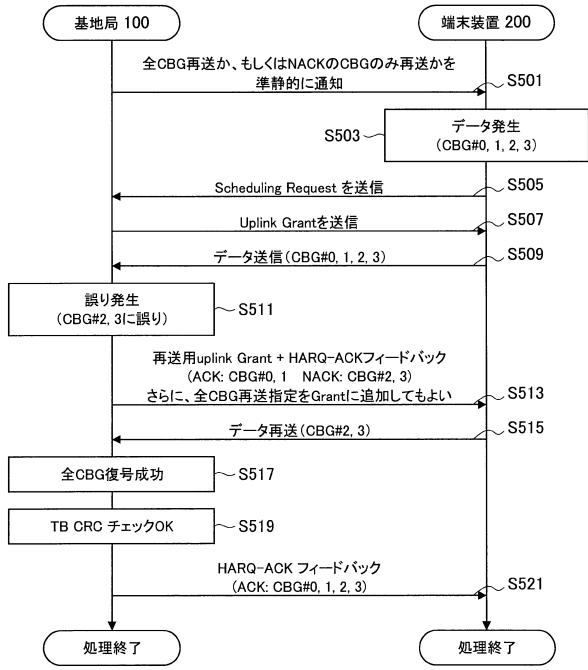 基地局 100
端末装置 200
全CBG再送か、もしくはNACKのCBGのみ再送かを
準静的に通知
S501
S503
データ発生
(CBG#0, 1, 2, 3)
Scheduling Request を送信
S505
Uplink Grantを送信
S507
データ送信(CBG#0, 1, 2, 3)
S509
誤り発生
(CBG#2, 3に誤り)
S511
再送用uplink Grant + HARQ-ACKフィードバック
(ACK: CBG#0, 1 NACK: CBG#2, 3)
さらに、全CBG再送指定をGrantに追加してもよい
S513
データ再送(CBG#2, 3)
S515
全CBG復号成功
S517
TB CRC チェックOK
S519
HARQ-ACK フィードバック
(ACK: CBG#0, 1, 2, 3)
S521
処理終了
処理終了